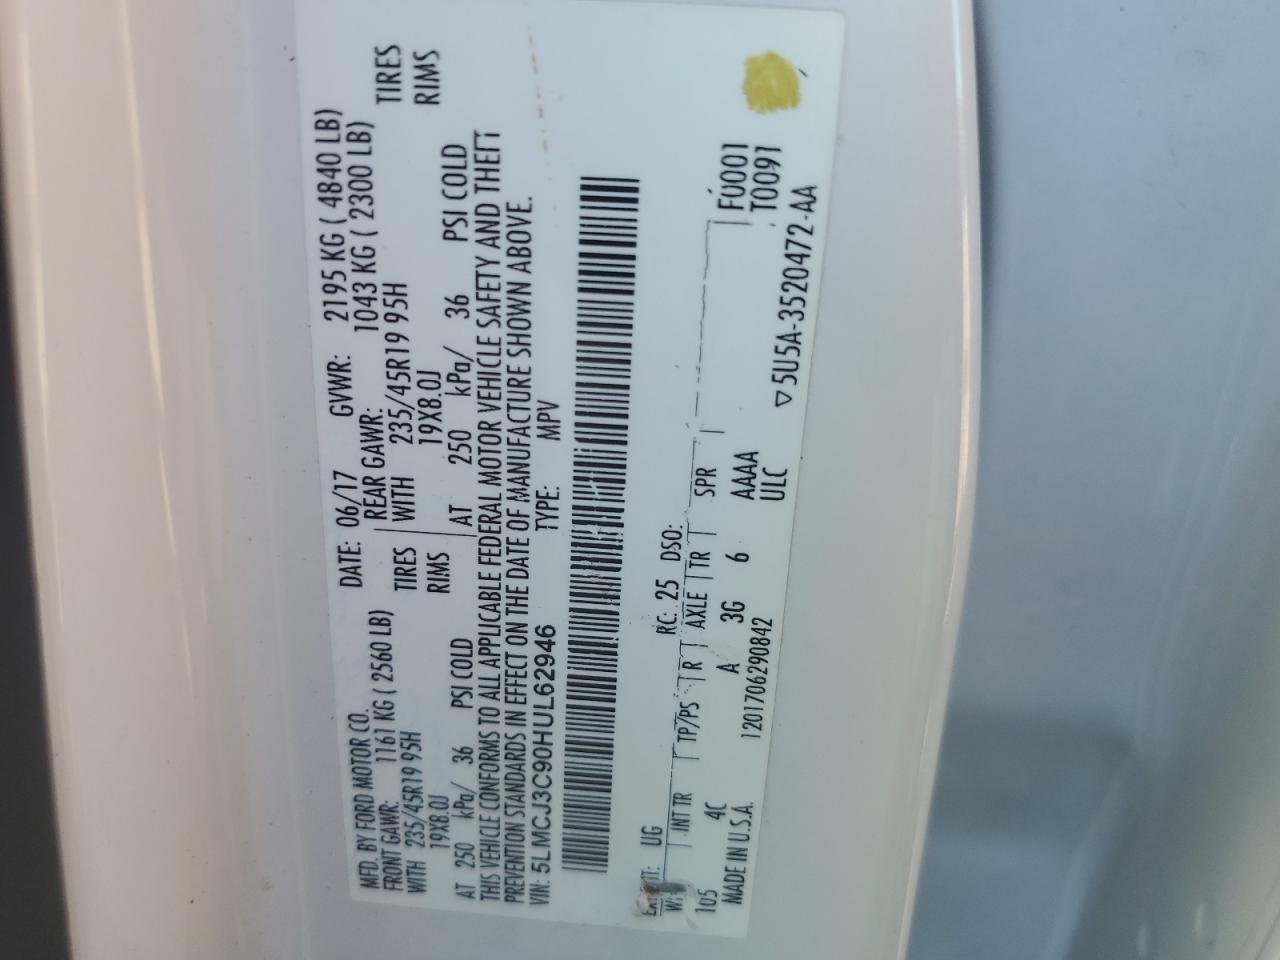 MFD. BY FORD MOTOR CO.
DATE: 06/17 GVWR: 2195 KG ( 4840 LB)
FRONT GAWR: 1161 KG ( 2560 LB) REAR GAWR: 1043 KG ( 2300 LB)
WITH 235/45R19 95H TIRES WITH 235/45R19 95H TIRES
19X8.0J RIMS 19X8.0J RIMS
AT 250 kPa/ 36 PSI COLD AT 250 kPa/ 36 PSI COLD
THIS VEHICLE CONFORMS TO ALL APPLICABLE FEDERAL MOTOR VEHICLE SAFETY AND THEFT
PREVENTION STANDARDS IN EFFECT ON THE DATE OF MANUFACTURE SHOWN ABOVE.
VIN: 5LMCJ3C90HUL62946 TYPE: MPV
UG RC: 25 DSO:
INT TR TP/PS R AXLE TR SPR
105 4C A 3G 6 AAAA
MADE IN U.S.A. 1201706290842 ULC
FU001
T0091
▽5U5A-3520472-AA